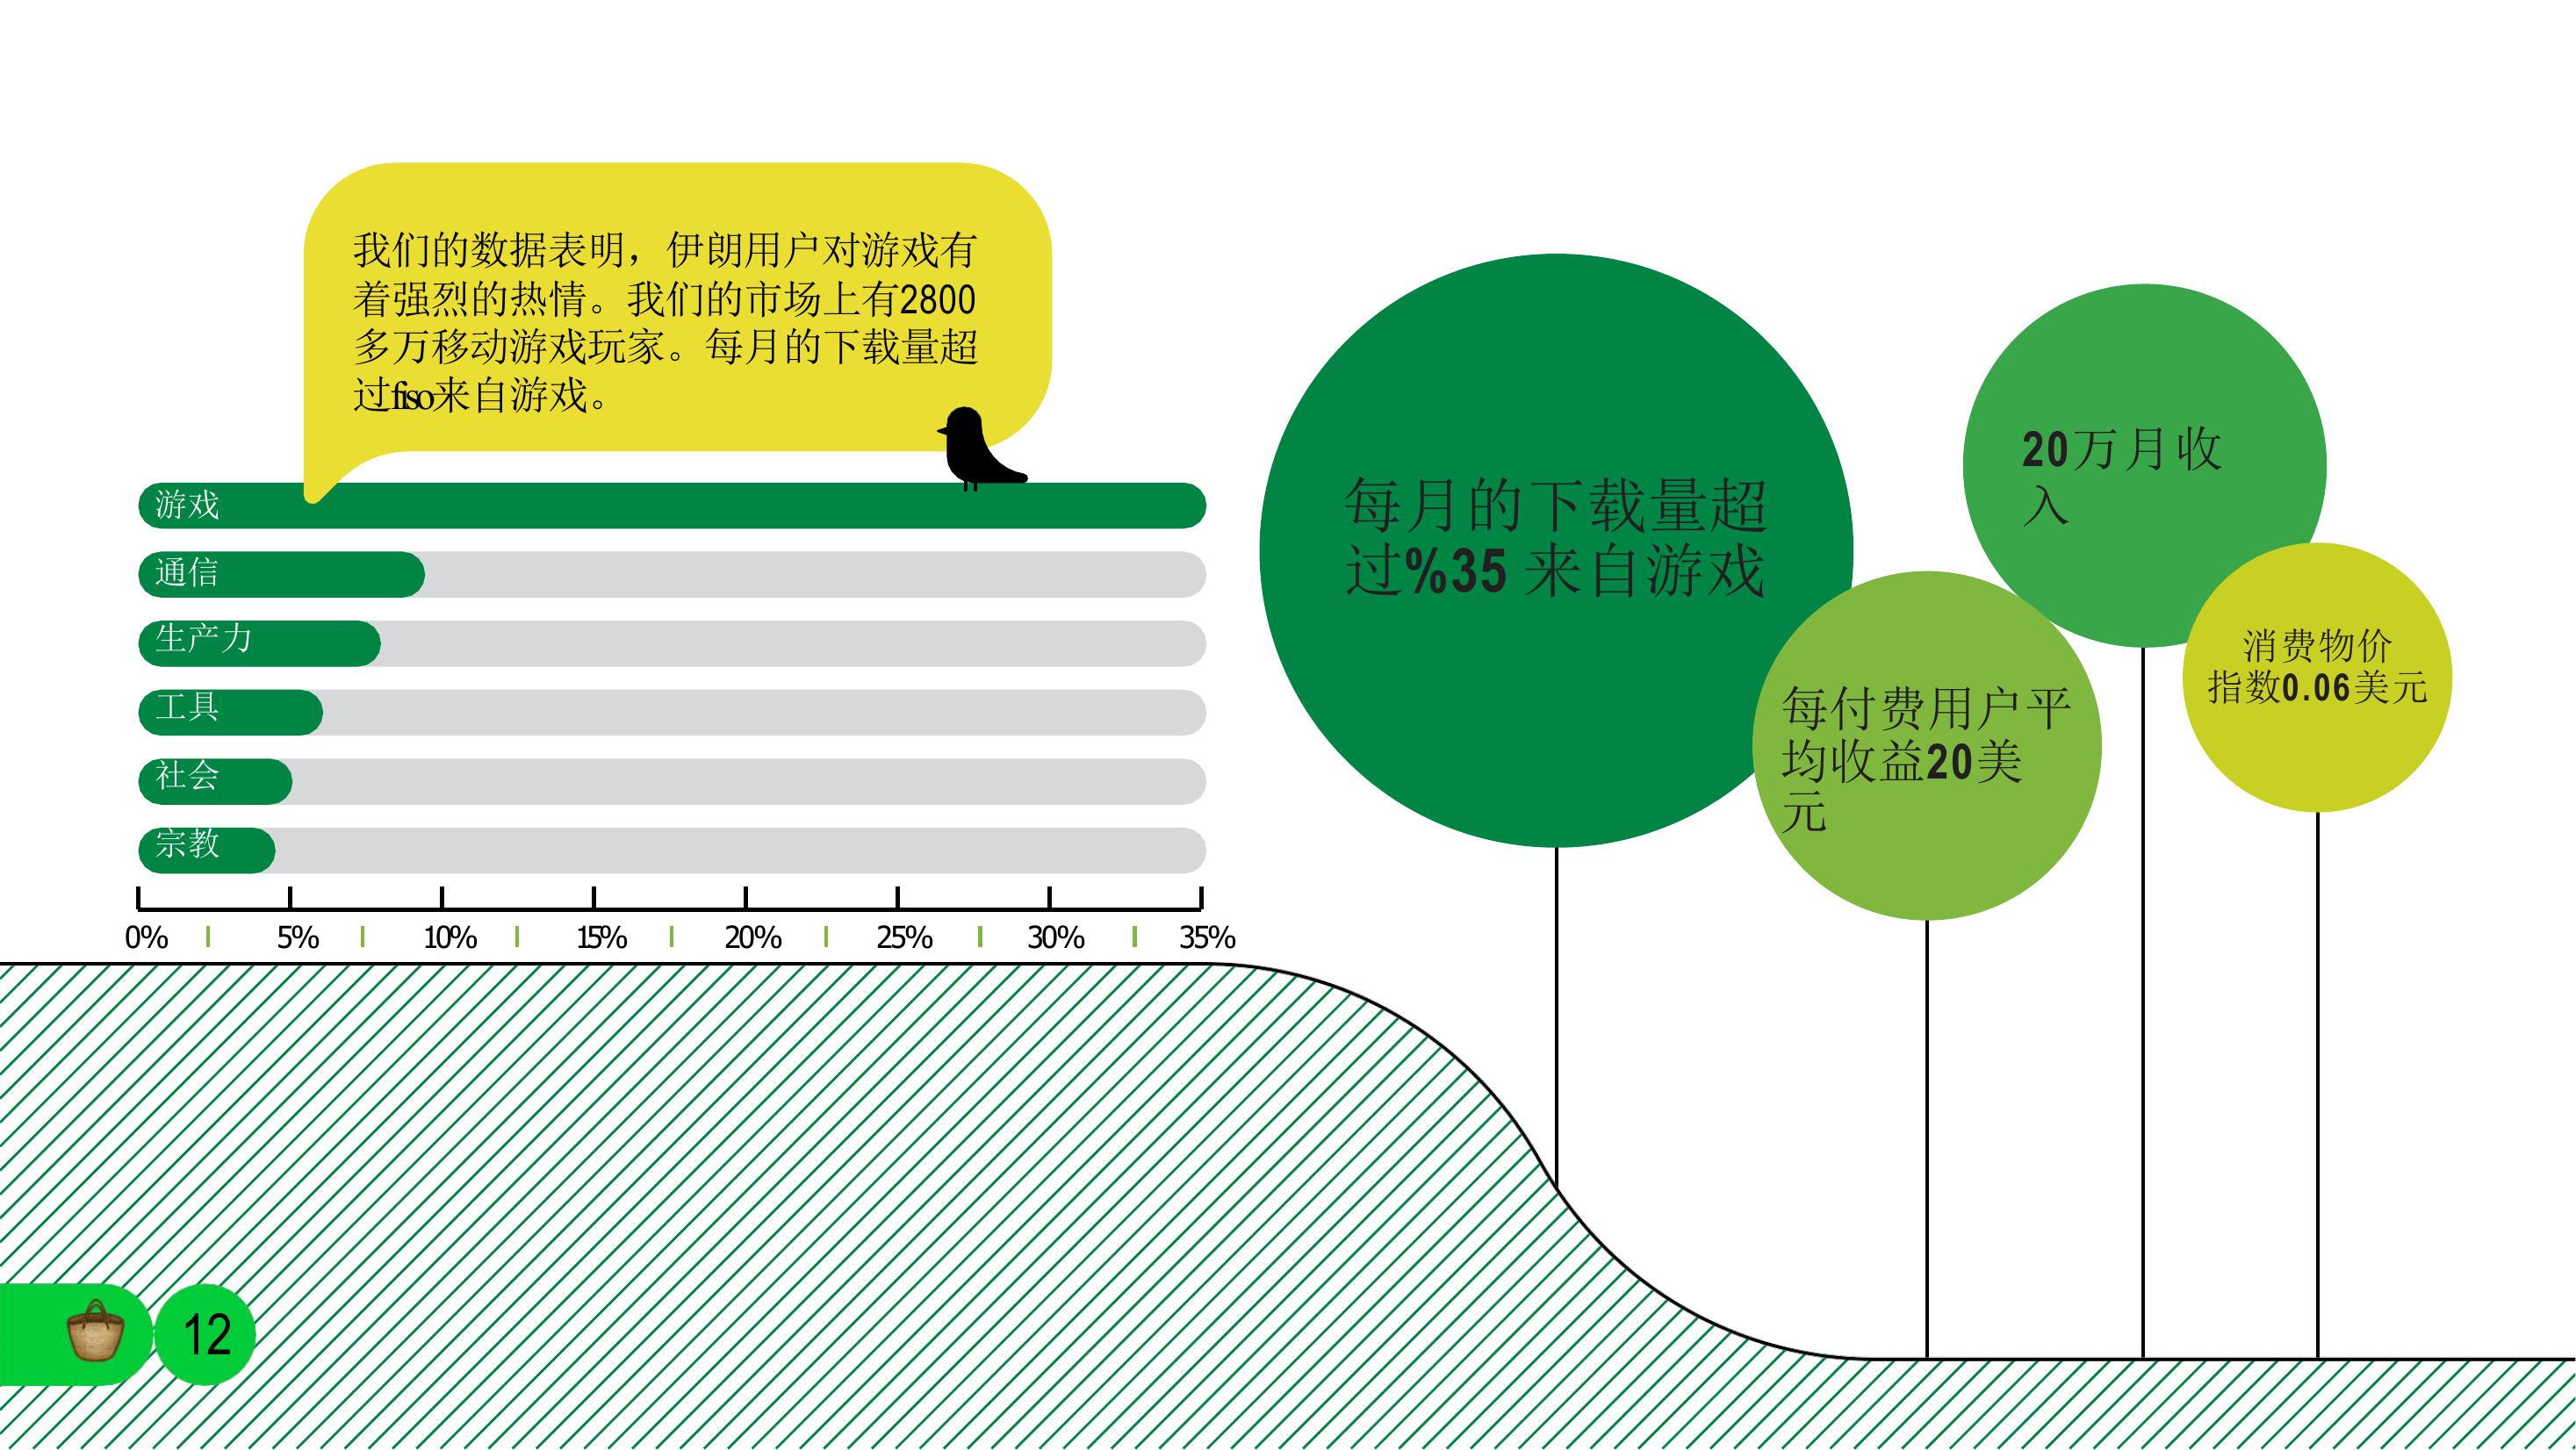 我们的数据表明，伊朗用户对游戏有
着强烈的热情。我们的市场上有2800
多万移动游戏玩家。每月的下载量超
过fiso来自游戏。
游戏
通信
生产力
工具
社会
宗教
0%
5%
10%
15%
20%
25%
30%
35%
每月的下载量超
过%35 来自游戏
20万月收
入
每付费用户平
均收益20美
元
消费物价
指数0.06美元
12